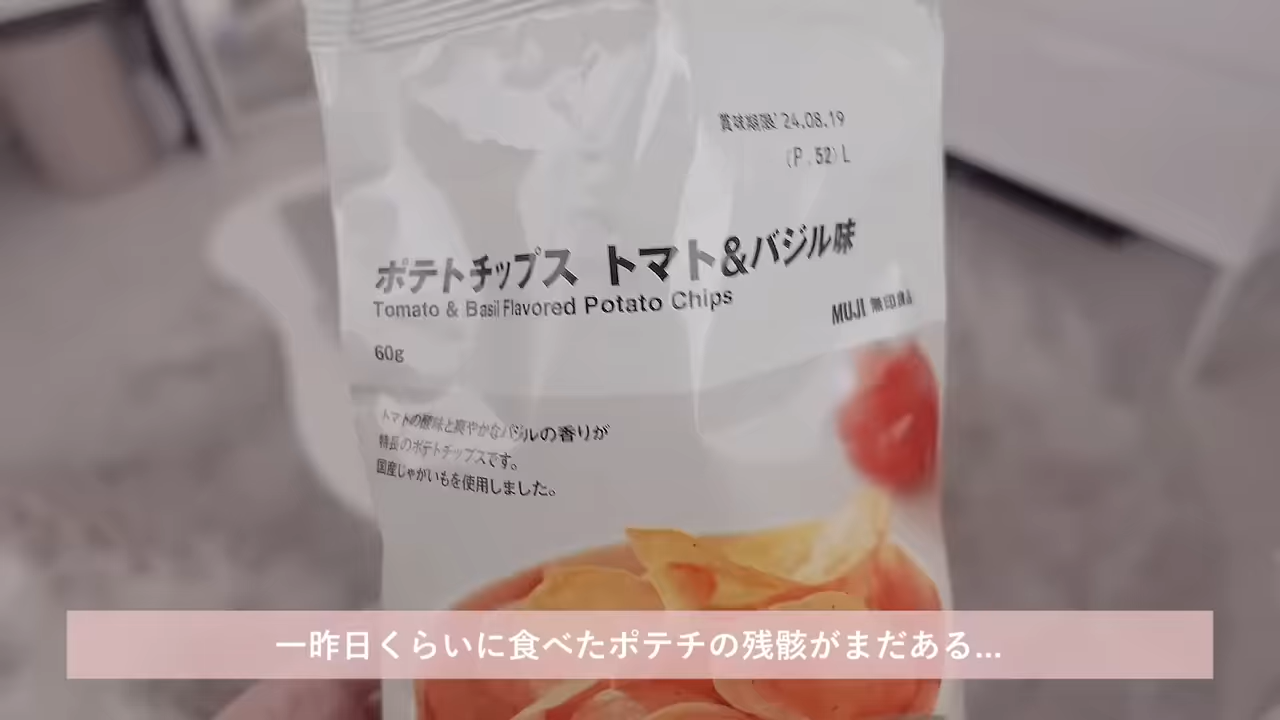 賞味期限 24.08.19
(P.52) L
ポテトチップス トマト&バジル味
Tomato & Basil Flavored Potato Chips
MUJI 無印良品
60g
トマトの酸味と爽やかなバジルの香りが
特長のポテトチップスです。
国産じゃがいもを使用しました。
一昨日くらいに食べたポテチの残骸がまだある...